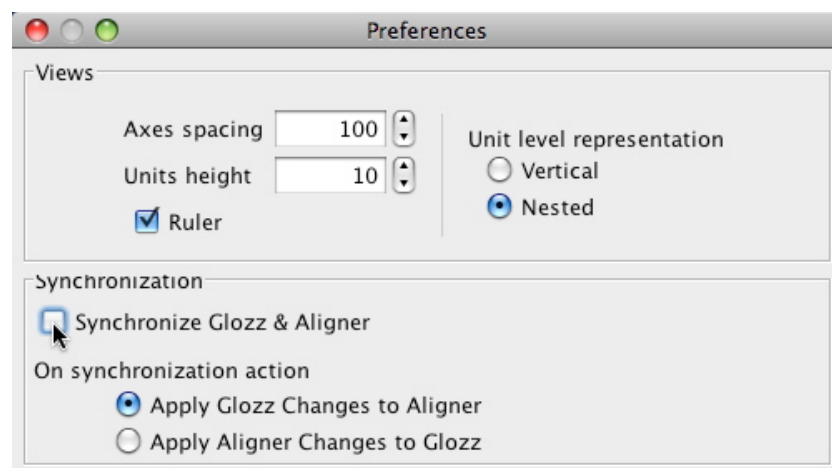 Preferences
Views
Axes spacing 100
Units height 10
Ruler
Unit level representation
Vertical
Nested
Synchronization
Synchronize Glozz & Aligner
On synchronization action
Apply Glozz Changes to Aligner
Apply Aligner Changes to Glozz